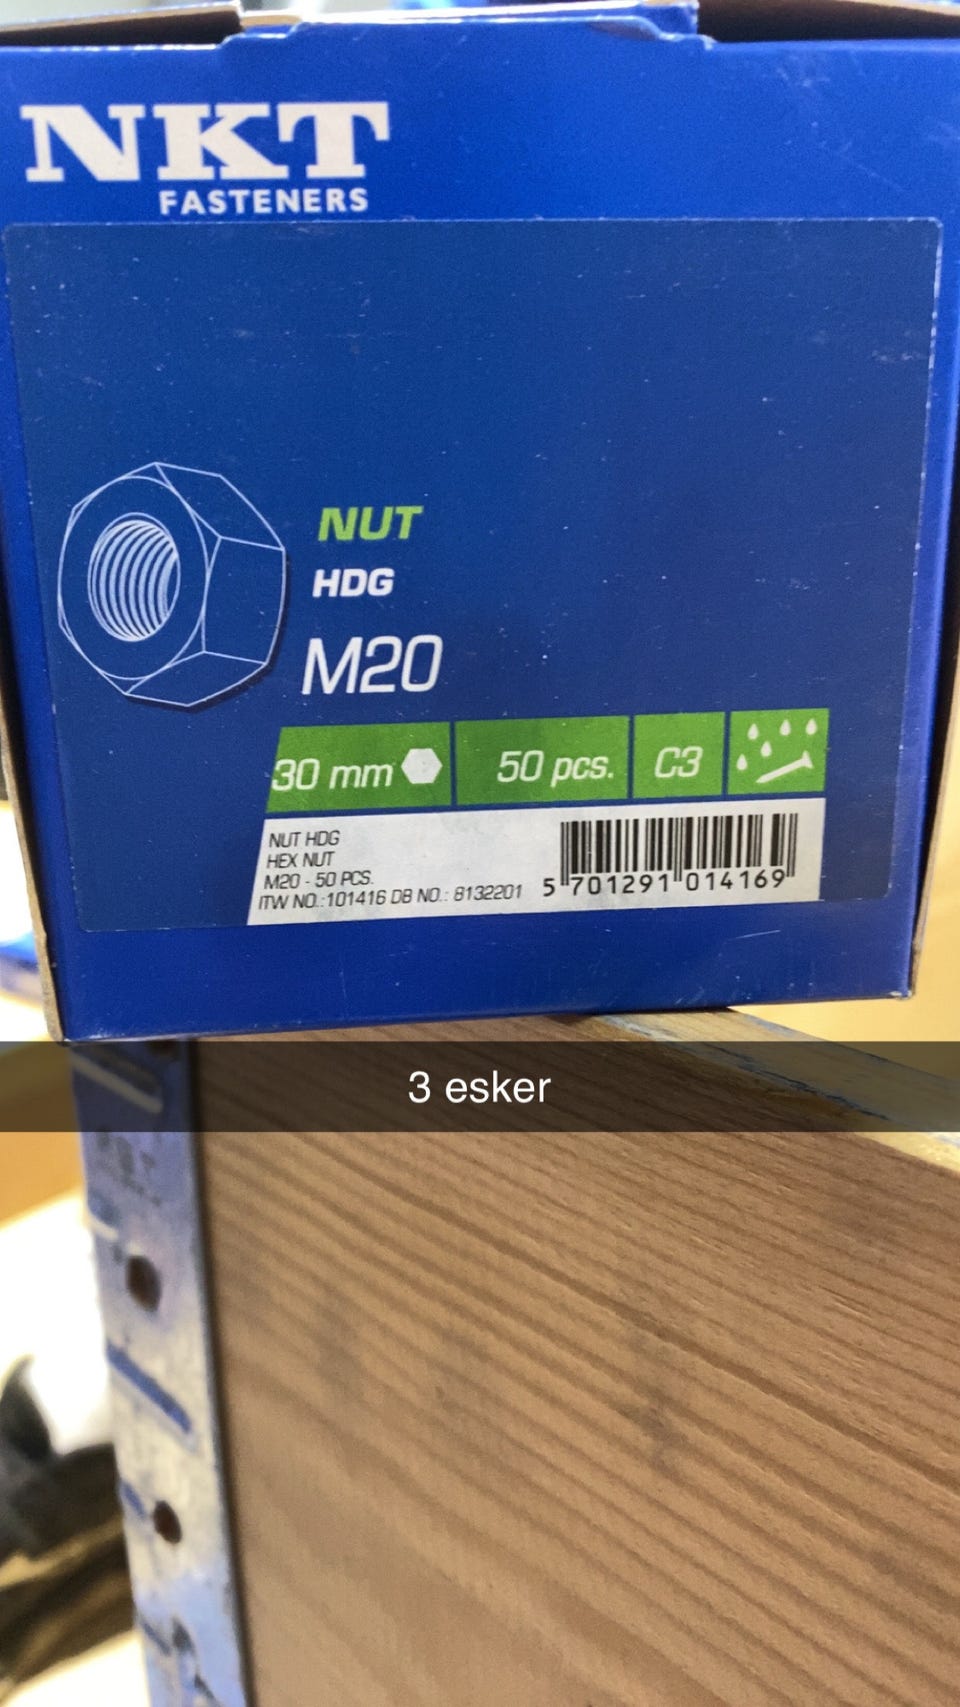 NKT
FASTENERS
NUT
HDG
M20
30 mm
50 pcs.
C3
NUT HDG
HEX NUT
M20 - 50 PCS.
ITW NO.:101416 DB NO.: 8132201
5 701291 014169
3 esker